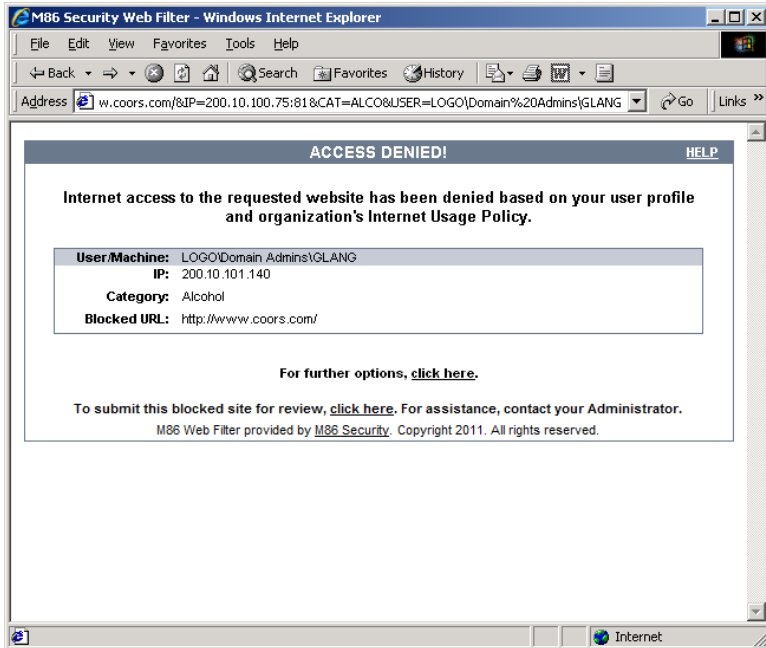 M86 Security Web Filter - Windows Internet Explorer
File Edit View Favorites Tools Help
Back Search Favorites History
Address w.coors.com/&IP=200.10.100.75:81&CAT=ALCO&USER=LOGO\Domain%20Admins\GLANG Go Links »
ACCESS DENIED! HELP
Internet access to the requested website has been denied based on your user profile
and organization's Internet Usage Policy.
User/Machine: LOGO\Domain Admins\GLANG
IP: 200.10.101.140
Category: Alcohol
Blocked URL: http://www.coors.com/
For further options, click here.
To submit this blocked site for review, click here. For assistance, contact your Administrator.
M86 Web Filter provided by M86 Security. Copyright 2011. All rights reserved.
Internet